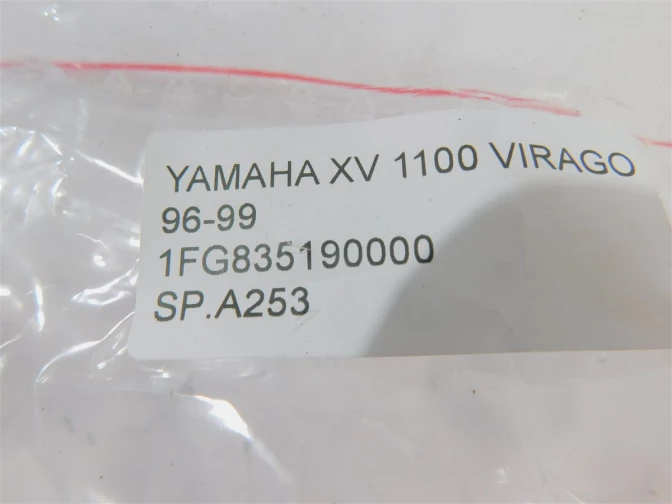 YAMAHA XV 1100 VIRAGO
96-99
1FG835190000
SP.A253